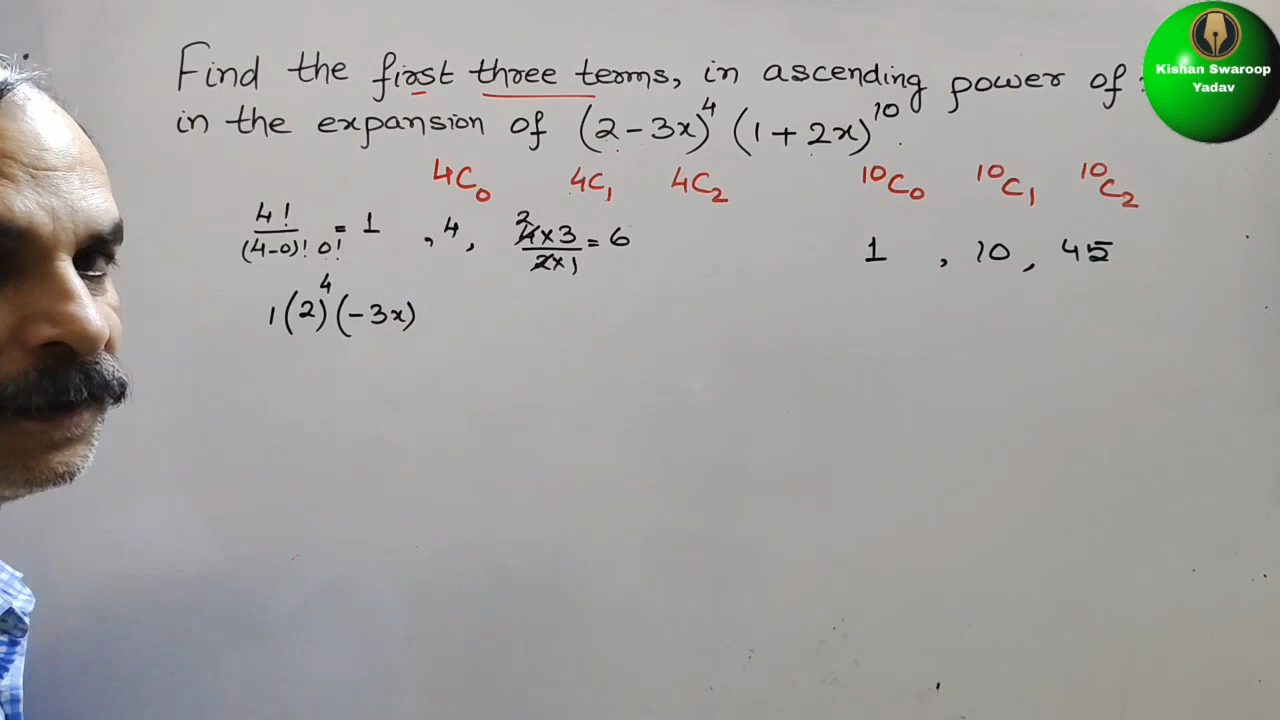 Find the first three terms, in ascending power of
in the expansion of (2 - 3x)⁴ (1 + 2x)¹⁰.
4C₀ 4C₁ 4C₂ ¹⁰C₀ ¹⁰C₁ ¹⁰C₂
4! / (4-0)! 0! = 1 , 4 , ²4×3 / 2×1 = 6 1 , 10 , 45
1(2)⁴(-3x)
Kishan Swaroop
Yadav